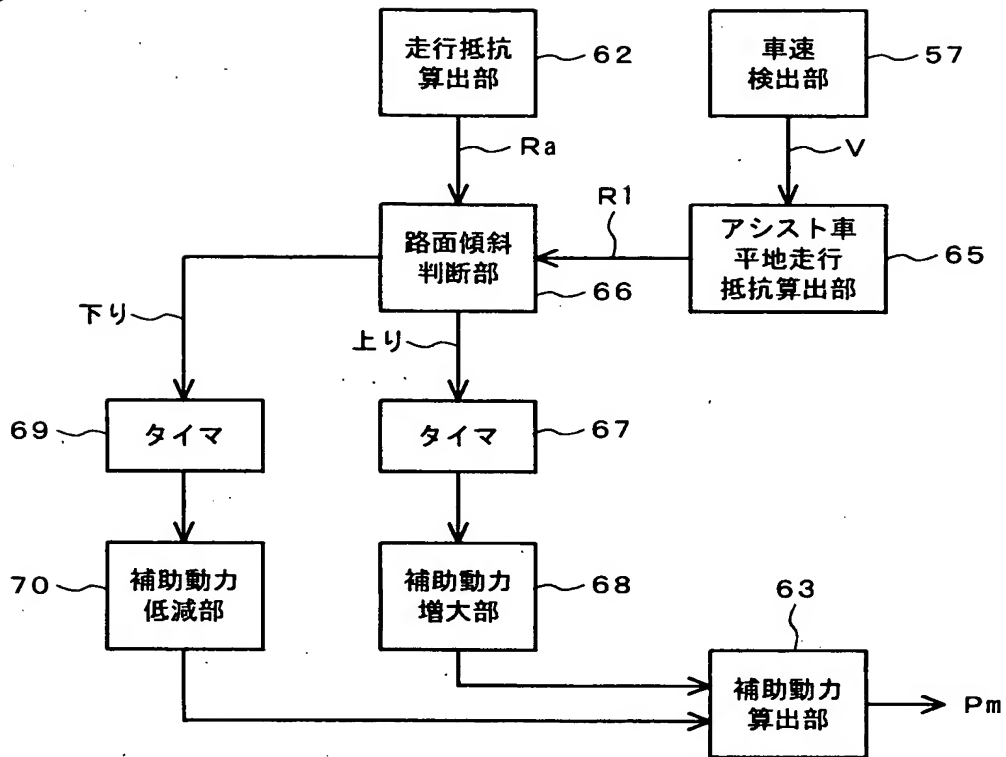 走行抵抗
算出部
62
車速
検出部
57
Ra
V
R1
路面傾斜
判断部
66
アシスト車
平地走行
抵抗算出部
65
下り
上り
69
タイマ
タイマ
67
70
補助動力
低減部
補助動力
増大部
68
63
補助動力
算出部
Pm